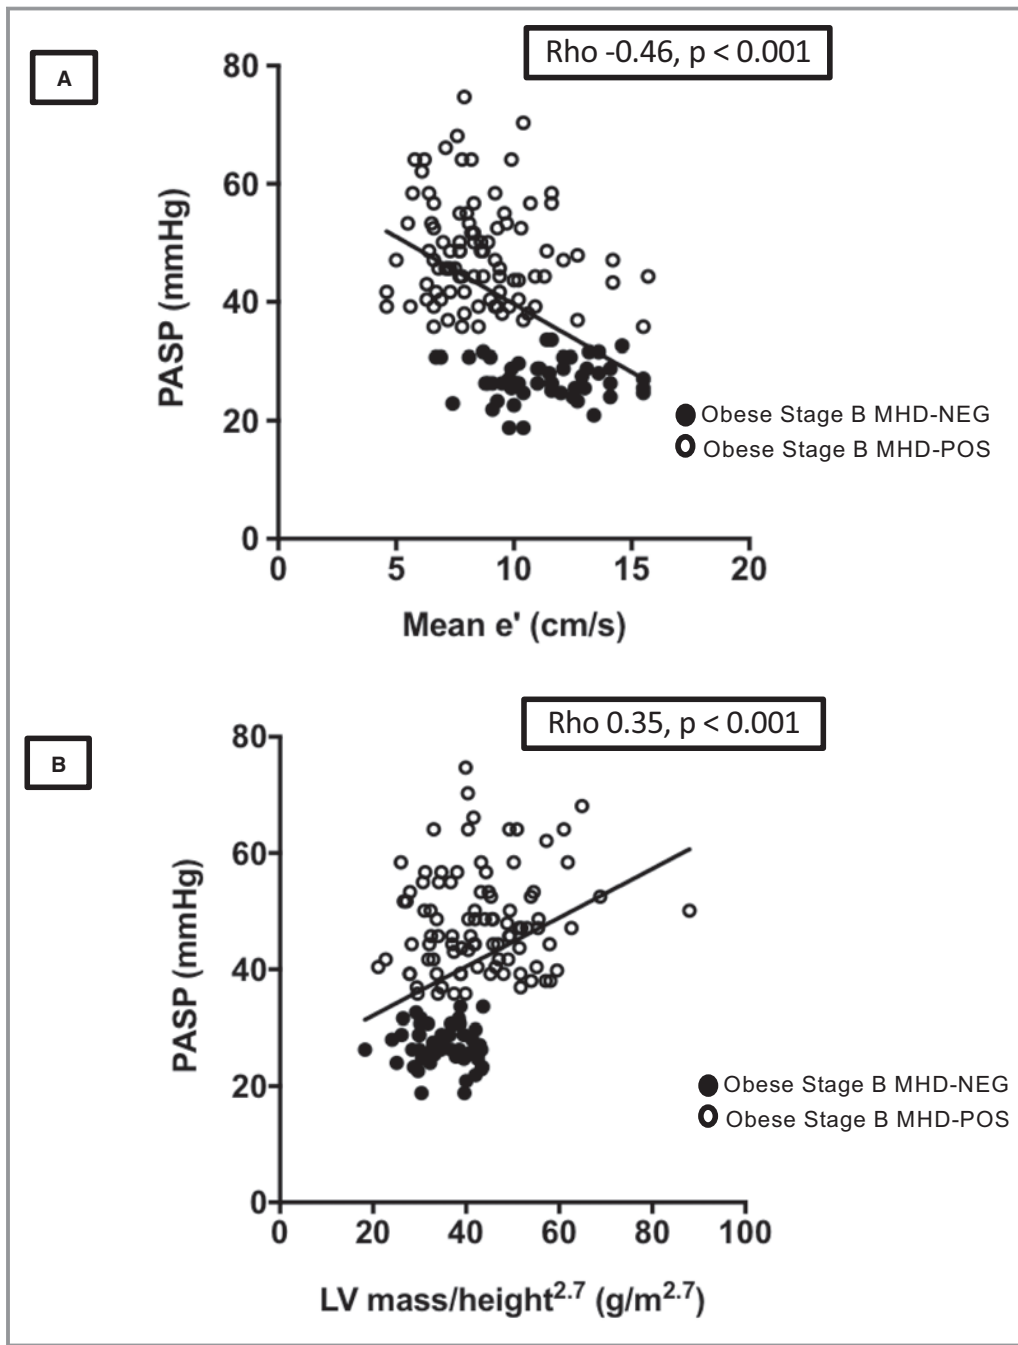 A
Rho -0.46, p < 0.001
80
60
40
20
0
PASP (mmHg)
0 5 10 15 20
Mean e' (cm/s)
Obese Stage B MHD-NEG
Obese Stage B MHD-POS
B
Rho 0.35, p < 0.001
80
60
40
20
0
PASP (mmHg)
0 20 40 60 80 100
LV mass/height^2.7 (g/m^2.7)
Obese Stage B MHD-NEG
Obese Stage B MHD-POS